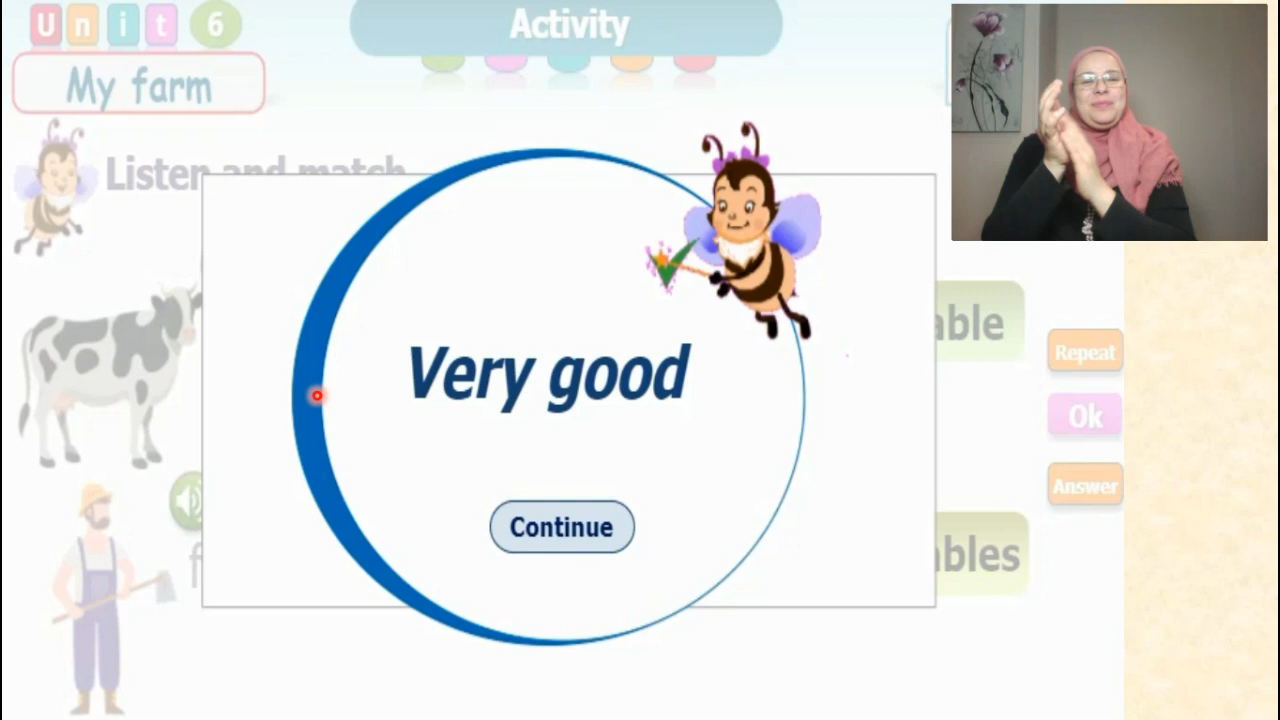 Unit 6
Activity
My farm
Listen and match
Very good
Repeat
Ok
Continue
Answer